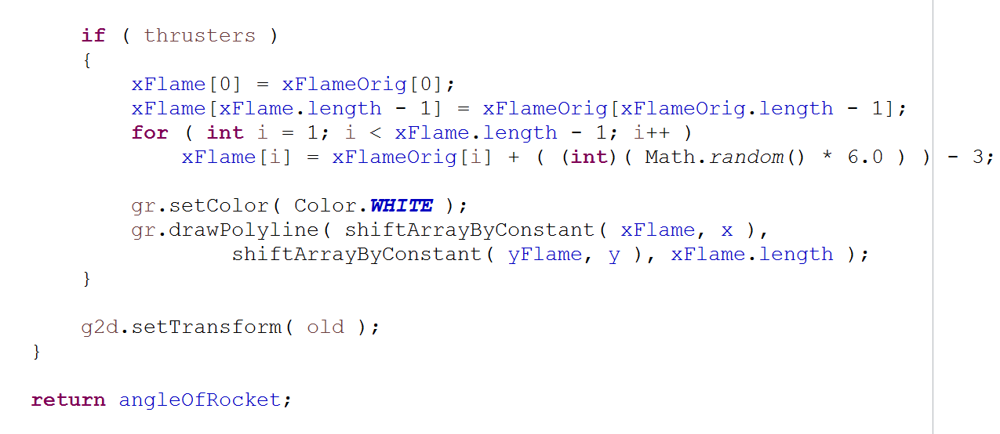 if ( thrusters )
{
xFlame[0] = xFlameOrig[0];
xFlame[xFlame.length - 1] = xFlameOrig[xFlameOrig.length - 1];
for ( int i = 1; i < xFlame.length - 1; i++ )
xFlame[i] = xFlameOrig[i] + ( (int)( Math.random() * 6.0 ) ) - 3;
gr.setColor( Color.WHITE );
gr.drawPolyline( shiftArrayByConstant( xFlame, x ),
shiftArrayByConstant( yFlame, y ), xFlame.length );
}
g2d.setTransform( old );
}
return angleOfRocket;